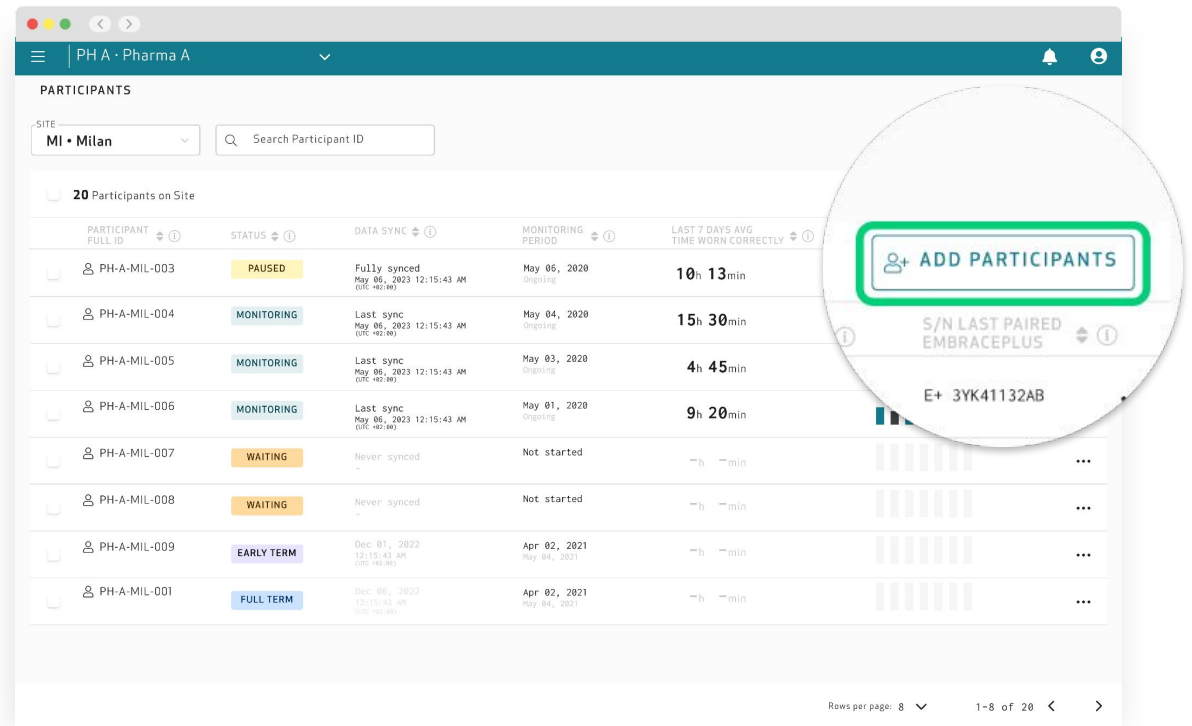 PH A · Pharma A
PARTICIPANTS
SITE
MI • Milan
Search Participant ID
20 Participants on Site
ADD PARTICIPANTS
PARTICIPANT
FULL ID
STATUS
DATA SYNC
MONITORING
PERIOD
LAST 7 DAYS AVG
TIME WORN CORRECTLY
S/N LAST PAIRED
EMBRACEPLUS
PH-A-MIL-003
PAUSED
Fully synced
May 06, 2023 12:15:43 AM
(UTC +02:00)
May 06, 2020
Ongoing
10h 13min
E+ 3YK41132AB
PH-A-MIL-004
MONITORING
Last sync
May 06, 2023 12:15:43 AM
(UTC +02:00)
May 04, 2020
Ongoing
15h 30min
PH-A-MIL-005
MONITORING
Last sync
May 06, 2023 12:15:43 AM
(UTC +02:00)
May 03, 2020
Ongoing
4h 45min
PH-A-MIL-006
MONITORING
Last sync
May 06, 2023 12:15:43 AM
(UTC +02:00)
May 01, 2020
Ongoing
9h 20min
PH-A-MIL-007
WAITING
Never synced
-
Not started
-h -min
PH-A-MIL-008
WAITING
Never synced
-
Not started
-h -min
PH-A-MIL-009
EARLY TERM
Dec 01, 2022
12:15:43 AM
(UTC +02:00)
Apr 02, 2021
May 04, 2021
-h -min
PH-A-MIL-001
FULL TERM
Dec 06, 2022
12:15:43 AM
(UTC +02:00)
Apr 02, 2021
May 04, 2021
-h -min
Rows per page: 8
1-8 of 20